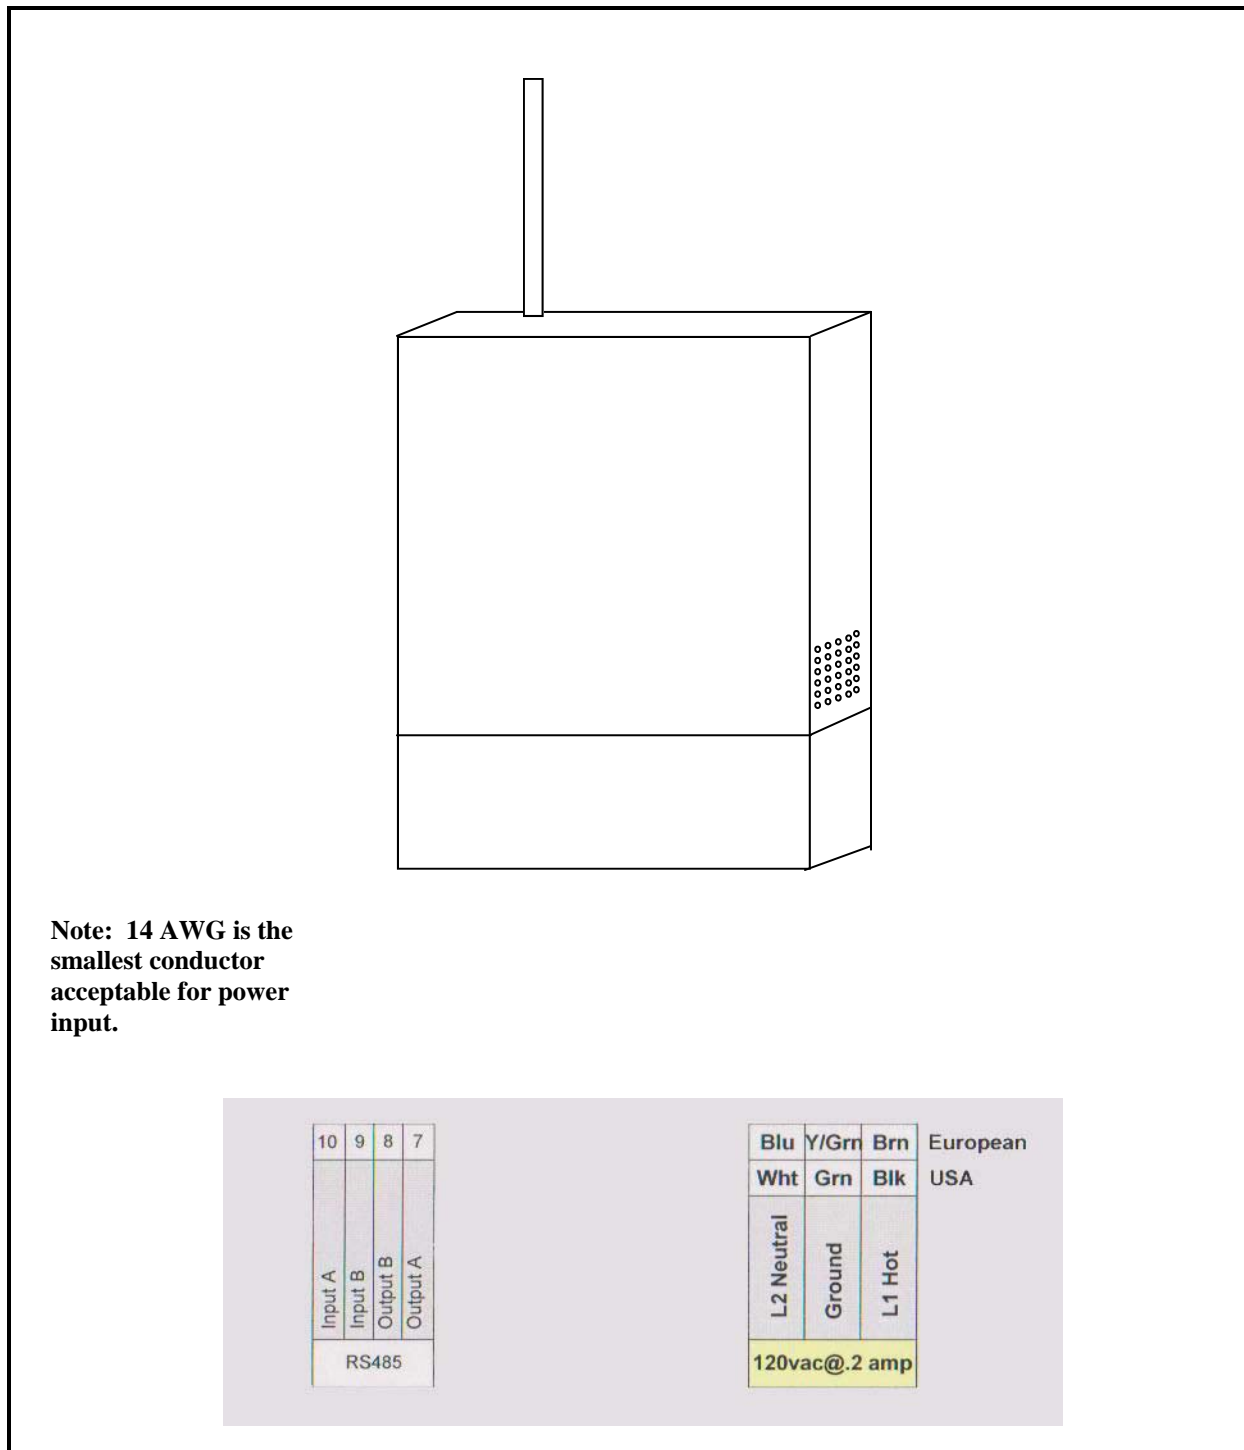 Note: 14 AWG is the
smallest conductor
acceptable for power
input.
10 9 8 7
Input A
Input B
Output B
Output A
RS485
Blu Y/Grn Brn European
Wht Grn Blk USA
L2 Neutral
Ground
L1 Hot
120vac@.2 amp